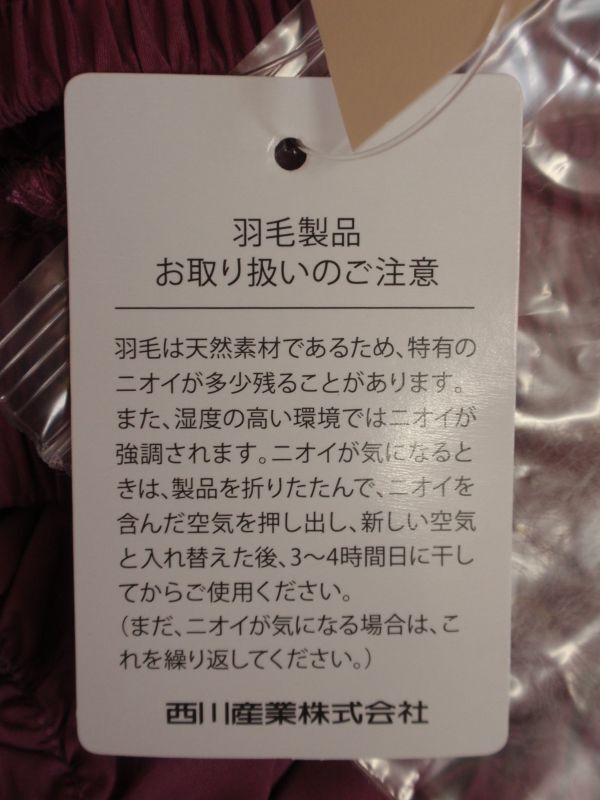 羽毛製品
お取り扱いのご注意
羽毛は天然素材であるため、特有の
ニオイが多少残ることがあります。
また、湿度の高い環境ではニオイが
強調されます。ニオイが気になると
きは、製品を折りたたんで、ニオイを
含んだ空気を押し出し、新しい空気
と入れ替えた後、3〜4時間日に干し
てからご使用ください。
（まだ、ニオイが気になる場合は、こ
れを繰り返してください。）
西川産業株式会社